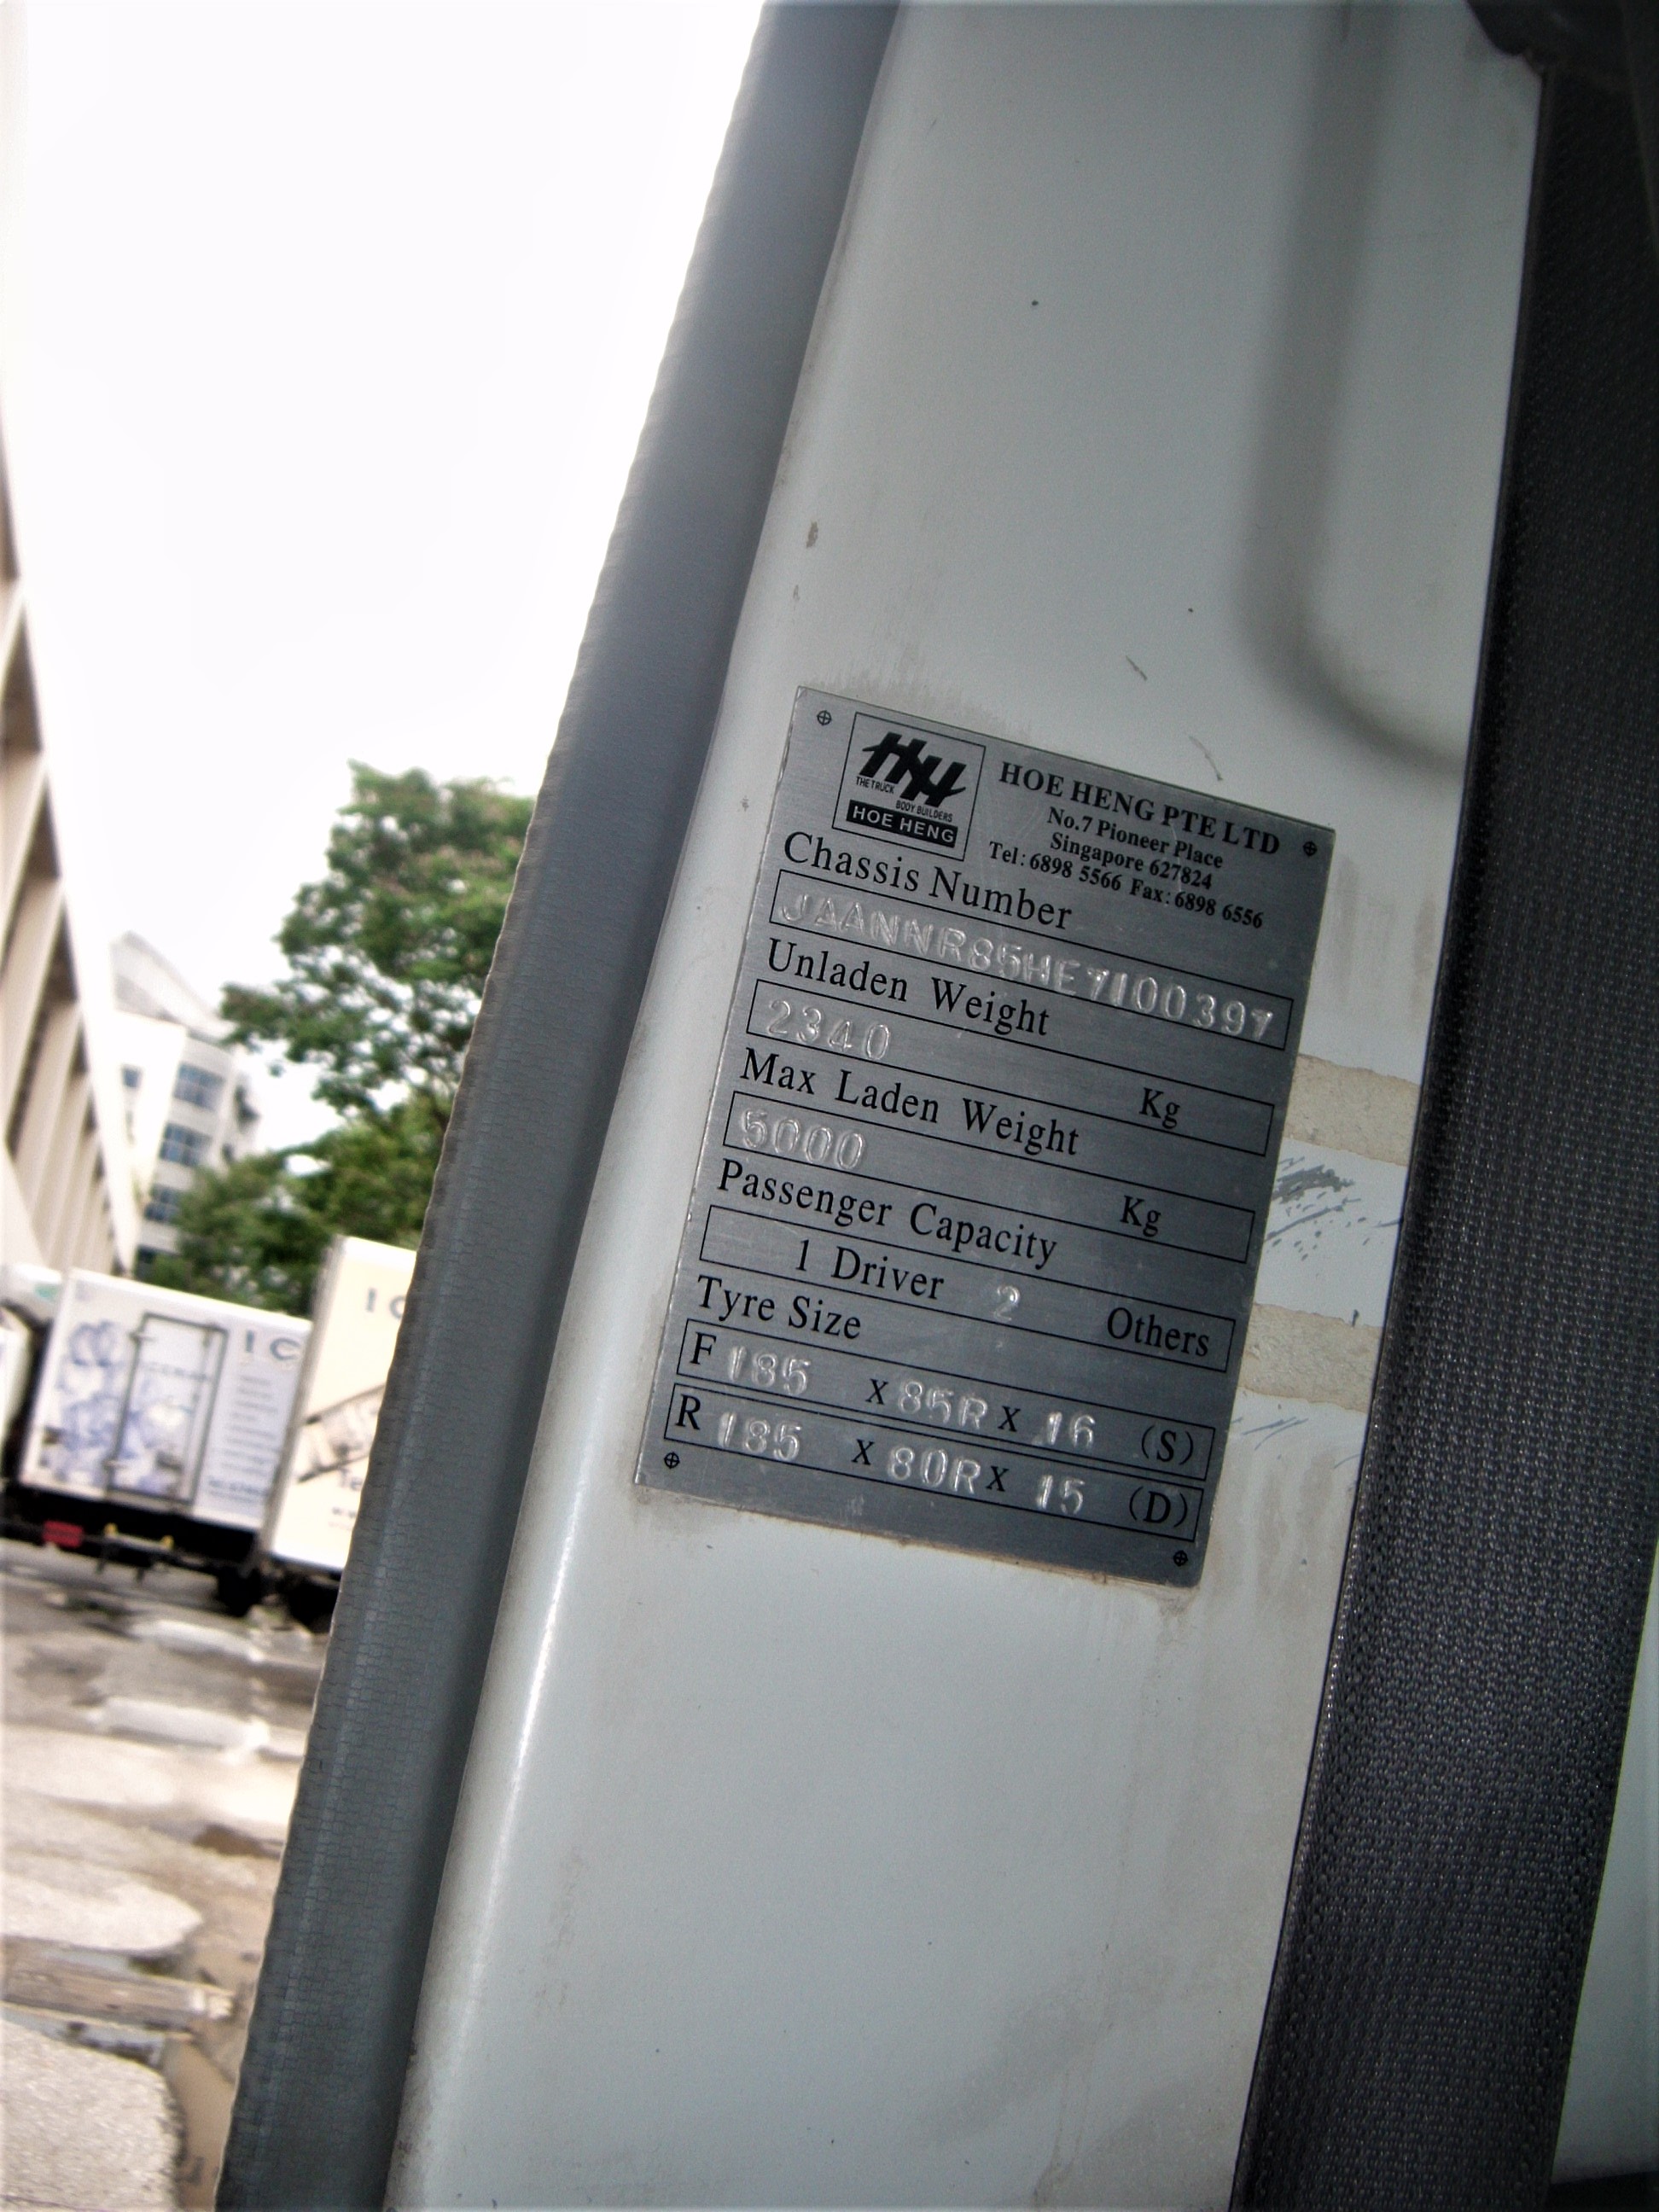 HH
THE TRUCK
BODY BUILDERS
HOE HENG
HOE HENG PTE LTD
No.7 Pioneer Place
Singapore 627824
Tel: 6898 5566 Fax: 6898 6556
Chassis Number
JAANNR85HE7100397
Unladen Weight
2340 Kg
Max Laden Weight
5000 Kg
Passenger Capacity
1 Driver 2 Others
Tyre Size
F 185 X 85R X 16 (S)
R 185 X 80R X 15 (D)
I C